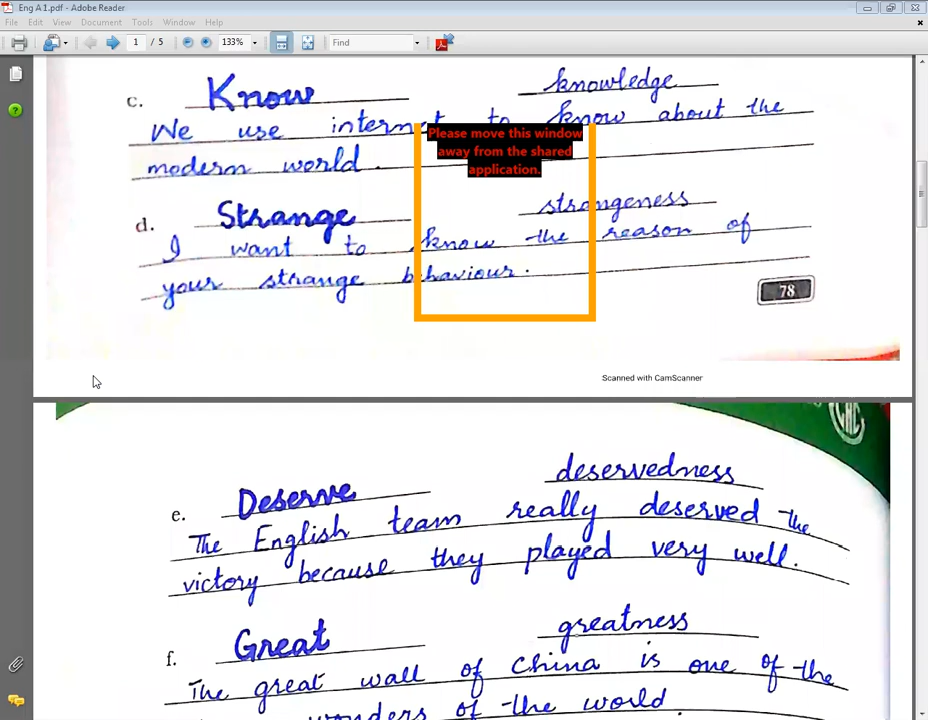 Eng A 1.pdf - Adobe Reader
File Edit View Document Tools Window Help
1 / 5 133% Find
c. Know knowledge
We use internet to know about the
modern world.
Please move this window
away from the shared
application.
d. Strange strangeness
I want to know the reason of
your strange behaviour.
78
Scanned with CamScanner
e. Deserve deservedness
The English team really deserved the
victory because they played very well.
f. Great greatness
The great wall of China is one of the
wonders of the world.